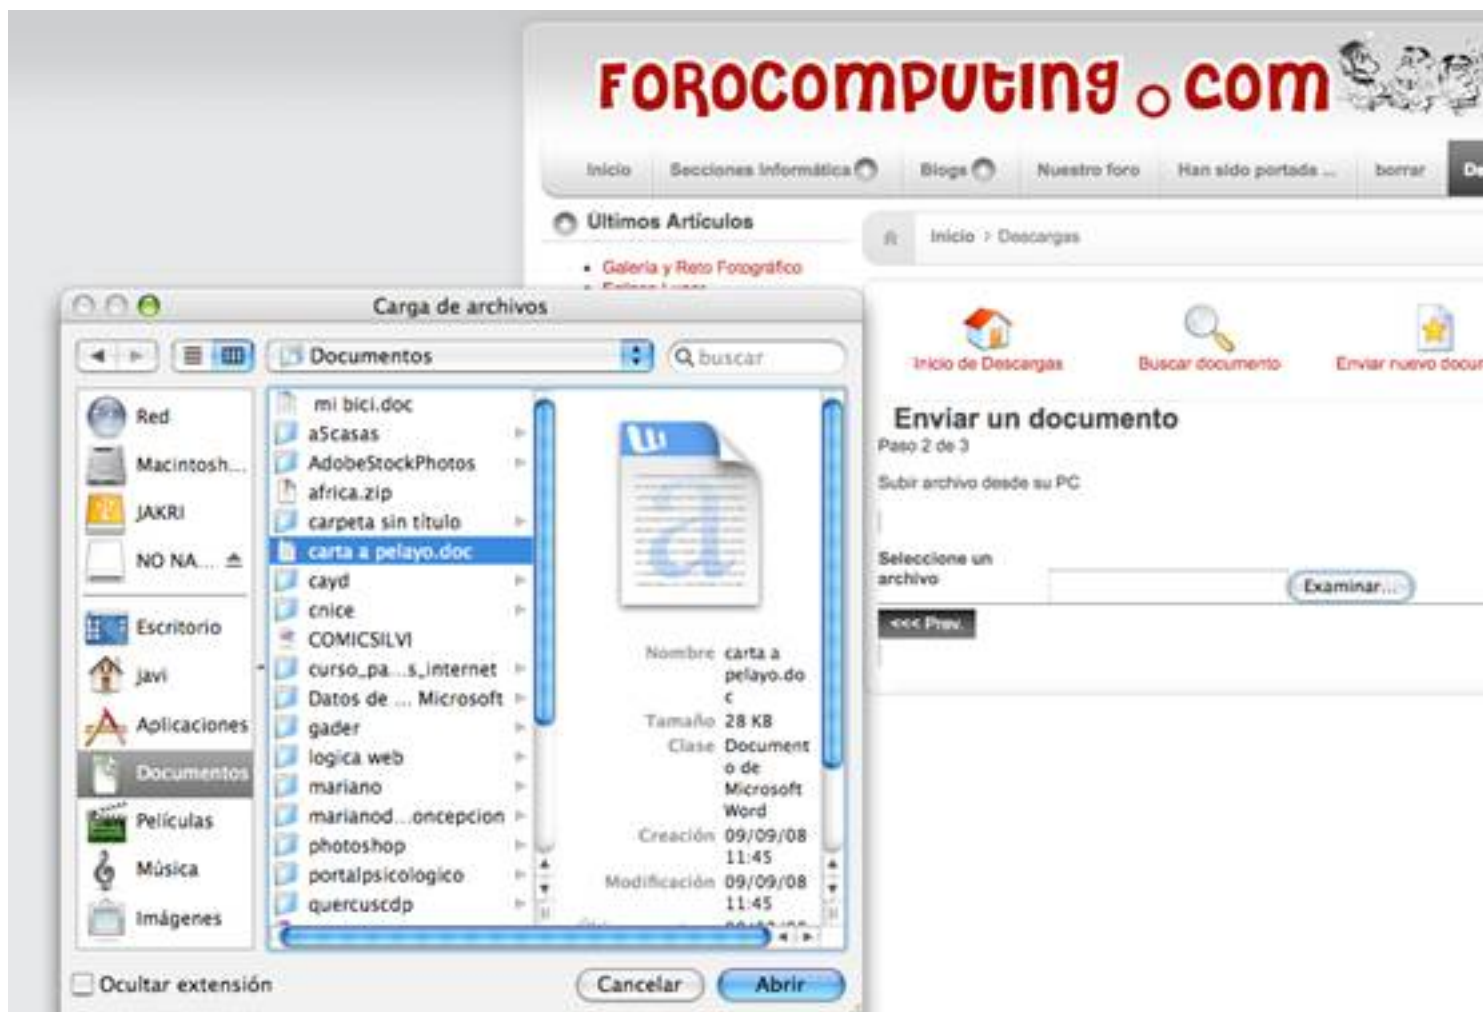 FOROCOMPUTING.COM
Inicio Secciones Informática Blogs Nuestro foro Han sido portada ... borrar
Últimos Artículos
Inicio > Descargas
Galería y Reto Fotográfico
Inicio de Descargas Buscar documento Enviar nuevo
Enviar un documento
Paso 2 de 3
Subir archivo desde su PC
Seleccione un
archivo
Examinar...
<<< Prev.
Carga de archivos
Documentos
buscar
Red
Macintosh...
JAKRI
NO NA...
Escritorio
javi
Aplicaciones
Documentos
Películas
Música
Imágenes
mi bici.doc
a5casas
AdobeStockPhotos
africa.zip
carpeta sin título
carta a pelayo.doc
cayd
cnice
COMICSILVI
curso_pa...s_internet
Datos de ... Microsoft
gader
logica web
mariano
marianod...oncepcion
photoshop
portalpsicologico
quercuscdp
Nombre carta a
pelayo.do
c
Tamaño 28 KB
Clase Document
o de
Microsoft
Word
Creación 09/09/08
11:45
Modificación 09/09/08
11:45
Ocultar extensión
Cancelar
Abrir